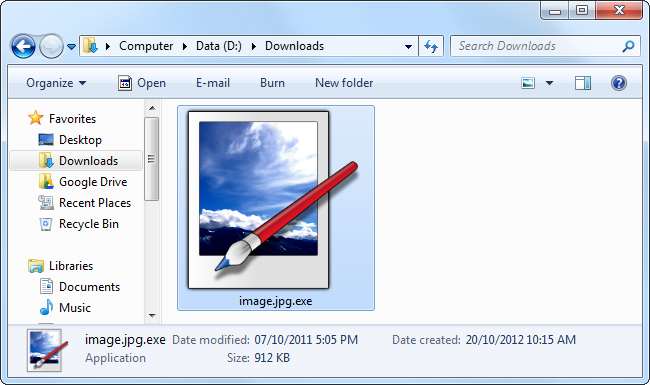 Computer Data (D:) Downloads
Search Downloads
Organize Open E-mail Burn New folder
Favorites
Desktop
Downloads
Google Drive
Recent Places
Recycle Bin
Libraries
Documents
Music
image.jpg.exe
image.jpg.exe Date modified: 07/10/2011 5:05 PM Date created: 20/10/2012 10:15 AM
Application Size: 912 KB